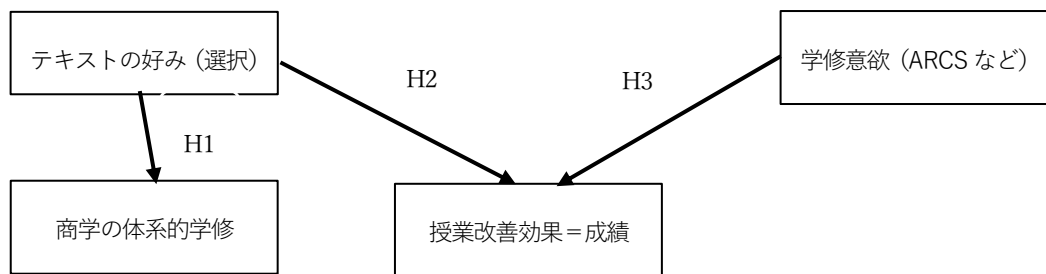 テキストの好み（選択）
学修意欲（ARCS など）
H2
H3
H1
商学の体系的学修
授業改善効果＝成績